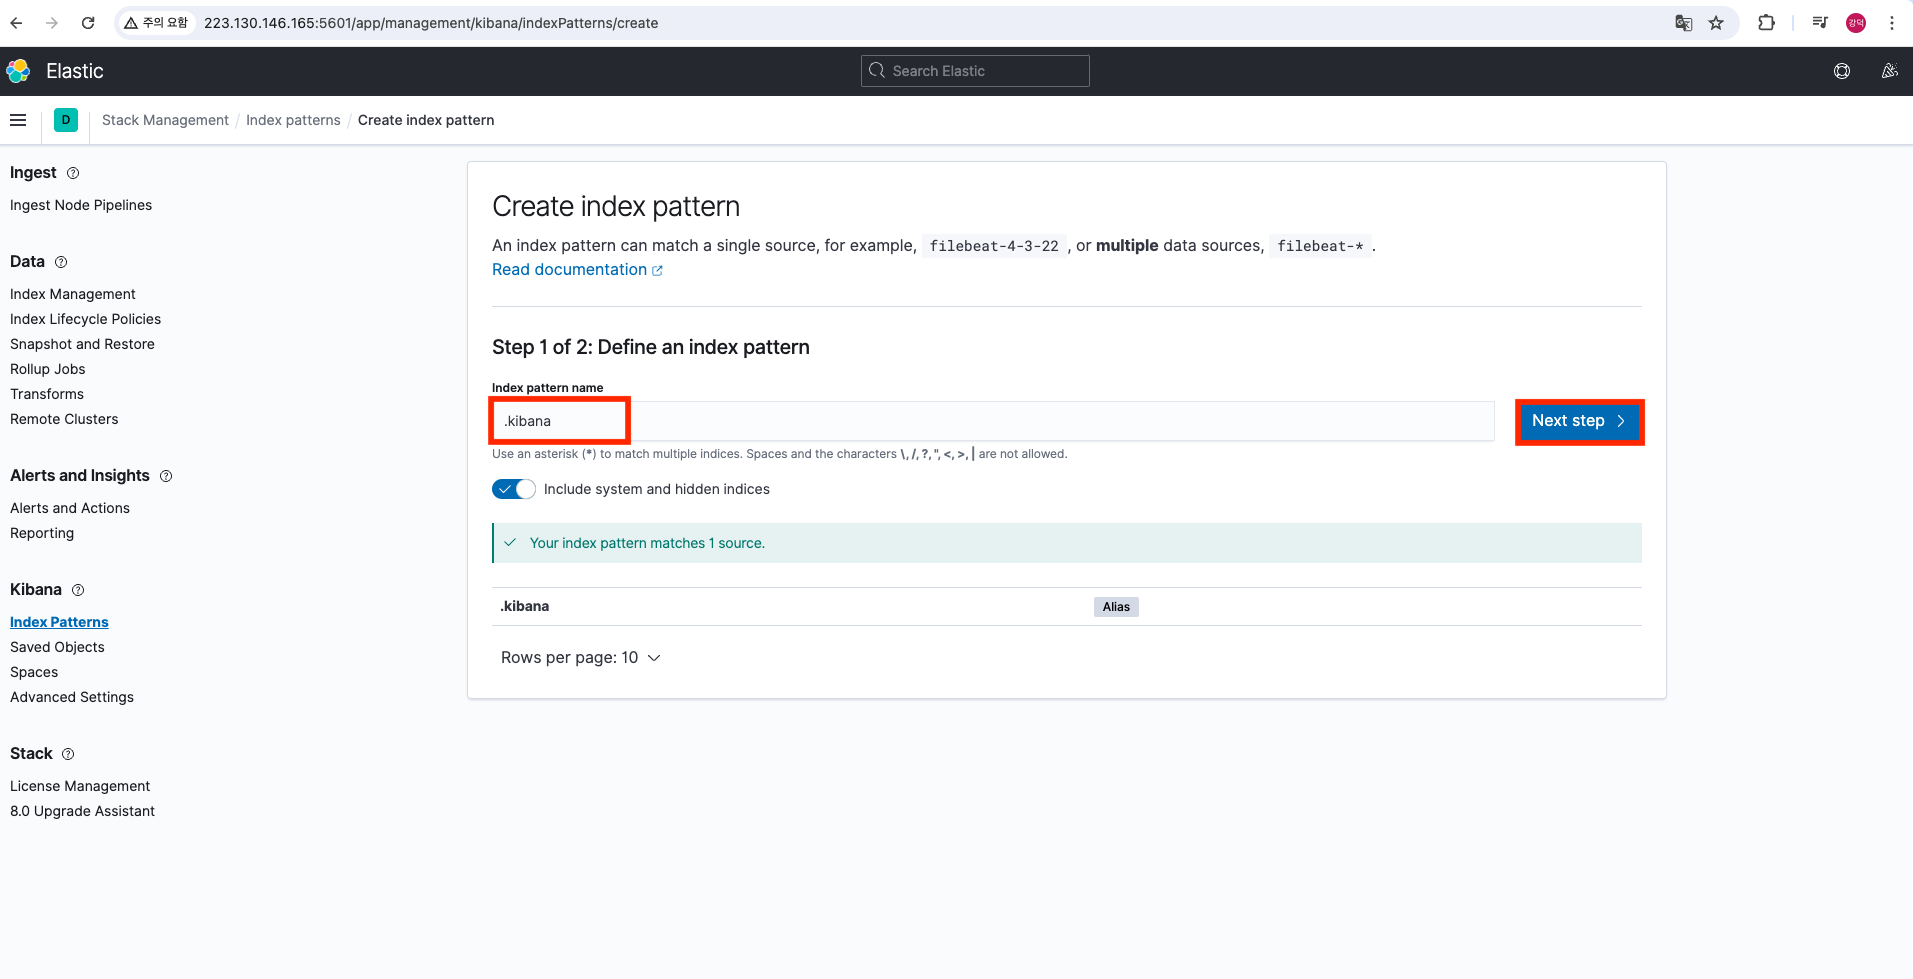 주의 요함 223.130.146.165:5601/app/management/kibana/indexPatterns/create
강덕
Elastic
Search Elastic
D
Stack Management / Index patterns / Create index pattern
Ingest
Ingest Node Pipelines
Data
Index Management
Index Lifecycle Policies
Snapshot and Restore
Rollup Jobs
Transforms
Remote Clusters
Alerts and Insights
Alerts and Actions
Reporting
Kibana
Index Patterns
Saved Objects
Spaces
Advanced Settings
Stack
License Management
8.0 Upgrade Assistant
Create index pattern
An index pattern can match a single source, for example, filebeat-4-3-22 , or multiple data sources, filebeat-* .
Read documentation
Step 1 of 2: Define an index pattern
Index pattern name
.kibana
Next step
Use an asterisk (*) to match multiple indices. Spaces and the characters \, /, ?, ", <, >, | are not allowed.
Include system and hidden indices
Your index pattern matches 1 source.
.kibana Alias
Rows per page: 10